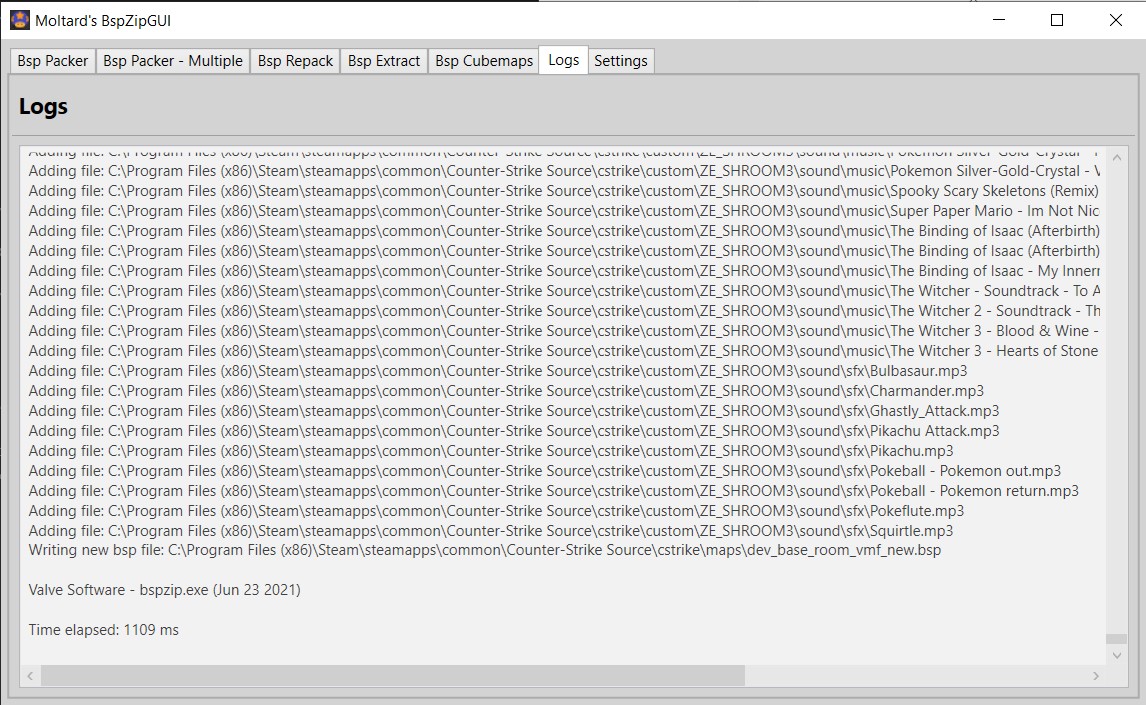 Moltard's BspZipGUI
Bsp Packer
Bsp Packer - Multiple
Bsp Repack
Bsp Extract
Bsp Cubemaps
Logs
Settings
Logs
Adding file: C:\Program Files (x86)\Steam\steamapps\common\Counter-Strike Source\cstrike\custom\ZE_SHROOM3\sound\music\Pokemon Silver-Gold-Crystal -
Adding file: C:\Program Files (x86)\Steam\steamapps\common\Counter-Strike Source\cstrike\custom\ZE_SHROOM3\sound\music\Pokemon Silver-Gold-Crystal - V
Adding file: C:\Program Files (x86)\Steam\steamapps\common\Counter-Strike Source\cstrike\custom\ZE_SHROOM3\sound\music\Spooky Scary Skeletons (Remix)
Adding file: C:\Program Files (x86)\Steam\steamapps\common\Counter-Strike Source\cstrike\custom\ZE_SHROOM3\sound\music\Super Paper Mario - Im Not Nic
Adding file: C:\Program Files (x86)\Steam\steamapps\common\Counter-Strike Source\cstrike\custom\ZE_SHROOM3\sound\music\The Binding of Isaac (Afterbirth)
Adding file: C:\Program Files (x86)\Steam\steamapps\common\Counter-Strike Source\cstrike\custom\ZE_SHROOM3\sound\music\The Binding of Isaac (Afterbirth)
Adding file: C:\Program Files (x86)\Steam\steamapps\common\Counter-Strike Source\cstrike\custom\ZE_SHROOM3\sound\music\The Binding of Isaac - My Innerm
Adding file: C:\Program Files (x86)\Steam\steamapps\common\Counter-Strike Source\cstrike\custom\ZE_SHROOM3\sound\music\The Witcher - Soundtrack - To A
Adding file: C:\Program Files (x86)\Steam\steamapps\common\Counter-Strike Source\cstrike\custom\ZE_SHROOM3\sound\music\The Witcher 2 - Soundtrack - Th
Adding file: C:\Program Files (x86)\Steam\steamapps\common\Counter-Strike Source\cstrike\custom\ZE_SHROOM3\sound\music\The Witcher 3 - Blood & Wine -
Adding file: C:\Program Files (x86)\Steam\steamapps\common\Counter-Strike Source\cstrike\custom\ZE_SHROOM3\sound\music\The Witcher 3 - Hearts of Stone
Adding file: C:\Program Files (x86)\Steam\steamapps\common\Counter-Strike Source\cstrike\custom\ZE_SHROOM3\sound\sfx\Bulbasaur.mp3
Adding file: C:\Program Files (x86)\Steam\steamapps\common\Counter-Strike Source\cstrike\custom\ZE_SHROOM3\sound\sfx\Charmander.mp3
Adding file: C:\Program Files (x86)\Steam\steamapps\common\Counter-Strike Source\cstrike\custom\ZE_SHROOM3\sound\sfx\Ghastly_Attack.mp3
Adding file: C:\Program Files (x86)\Steam\steamapps\common\Counter-Strike Source\cstrike\custom\ZE_SHROOM3\sound\sfx\Pikachu Attack.mp3
Adding file: C:\Program Files (x86)\Steam\steamapps\common\Counter-Strike Source\cstrike\custom\ZE_SHROOM3\sound\sfx\Pikachu.mp3
Adding file: C:\Program Files (x86)\Steam\steamapps\common\Counter-Strike Source\cstrike\custom\ZE_SHROOM3\sound\sfx\Pokeball - Pokemon out.mp3
Adding file: C:\Program Files (x86)\Steam\steamapps\common\Counter-Strike Source\cstrike\custom\ZE_SHROOM3\sound\sfx\Pokeball - Pokemon return.mp3
Adding file: C:\Program Files (x86)\Steam\steamapps\common\Counter-Strike Source\cstrike\custom\ZE_SHROOM3\sound\sfx\Pokeflute.mp3
Adding file: C:\Program Files (x86)\Steam\steamapps\common\Counter-Strike Source\cstrike\custom\ZE_SHROOM3\sound\sfx\Squirtle.mp3
Writing new bsp file: C:\Program Files (x86)\Steam\steamapps\common\Counter-Strike Source\cstrike\maps\dev_base_room_vmf_new.bsp
Valve Software - bspzip.exe (Jun 23 2021)
Time elapsed: 1109 ms